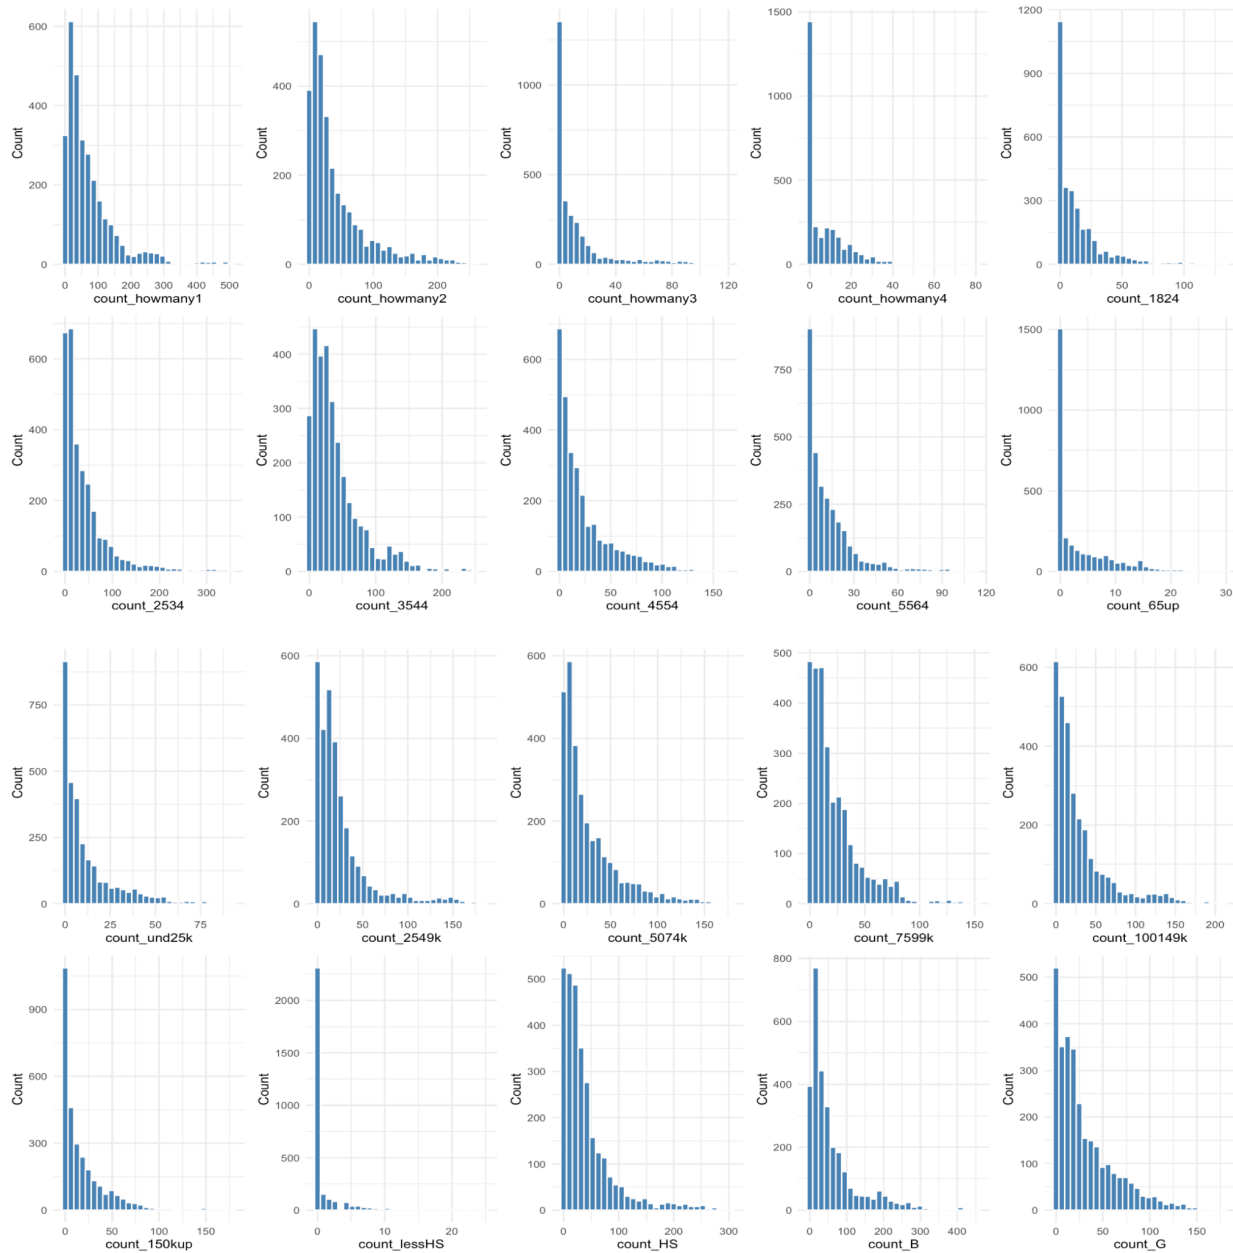 600
400
200
0
Count
0 100 200 300 400 500
count_howmany1
400
200
0
Count
0 100 200
count_howmany2
1000
500
0
Count
0 40 80 120
count_howmany3
1500
1000
500
0
Count
0 20 40 60 80
count_howmany4
1200
900
600
300
0
Count
0 50 100
count_1824
600
400
200
0
Count
0 100 200 300
count_2534
400
300
200
100
0
Count
0 100 200
count_3544
600
400
200
0
Count
0 50 100 150
count_4554
750
500
250
0
Count
0 30 60 90 120
count_5564
1500
1000
500
0
Count
0 10 20 30
count_65up
750
500
250
0
Count
0 25 50 75
count_und25k
600
400
200
0
Count
0 50 100 150
count_2549k
600
400
200
0
Count
0 50 100 150
count_5074k
500
400
300
200
100
0
Count
0 50 100 150
count_7599k
600
400
200
0
Count
0 50 100 150 200
count_100149k
900
600
300
0
Count
0 50 100 150
count_150kup
2000
1500
1000
500
0
Count
0 10 20
count_lessHS
500
400
300
200
100
0
Count
0 100 200 300
count_HS
800
600
400
200
0
Count
0 100 200 300 400
count_B
500
400
300
200
100
0
Count
0 50 100 150
count_G